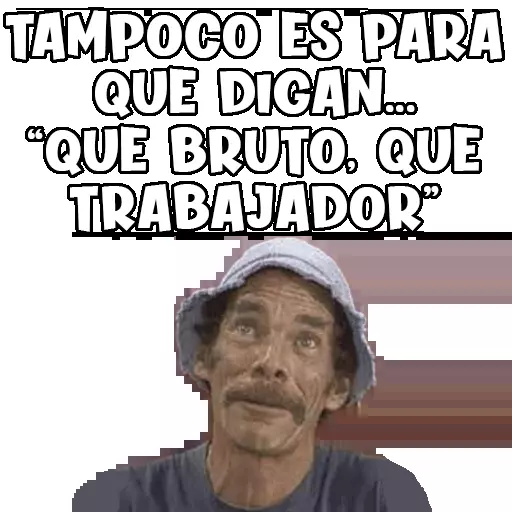 TAMPOCO ES PARA
QUE DIGAN...
“QUE BRUTO, QUE
TRABAJADOR”